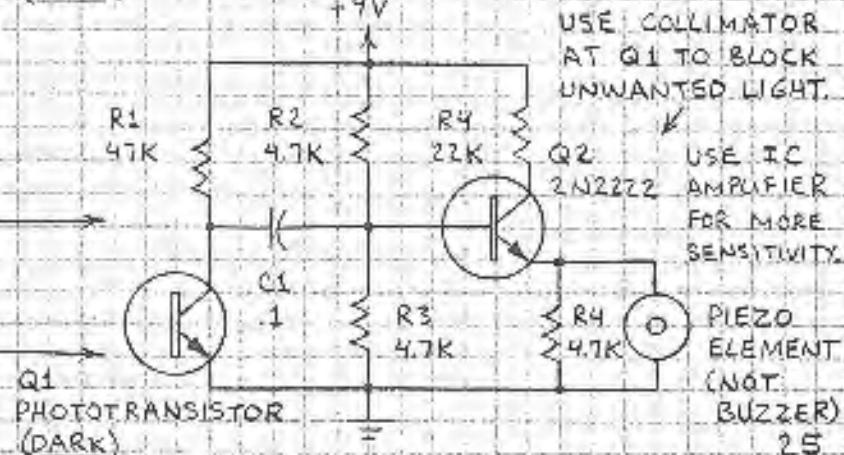 +9V
USE COLLIMATOR
AT Q1 TO BLOCK
UNWANTED LIGHT.
R1
47K
R2
4.7K
R4
22K
Q2
2N2222
USE IC
AMPLIFIER
FOR MORE
SENSITIVITY.
C1
.1
R3
4.7K
R4
4.7K
PIEZO
ELEMENT
(NOT
BUZZER)
Q1
PHOTOTRANSISTOR
(DARK)
25